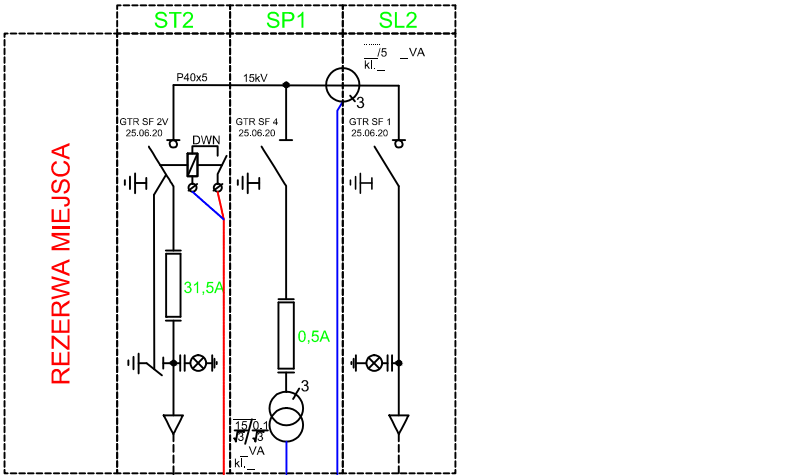 ST2
SP1
SL2
__/5 _VA
kl._
P40x5
15kV
3
GTR SF 2V
25.06.20
GTR SF 4
25.06.20
GTR SF 1
25.06.20
DWN
REZERWA MIEJSCA
31,5A
0,5A
3
15/0,1
√3/√3
_VA
kl._